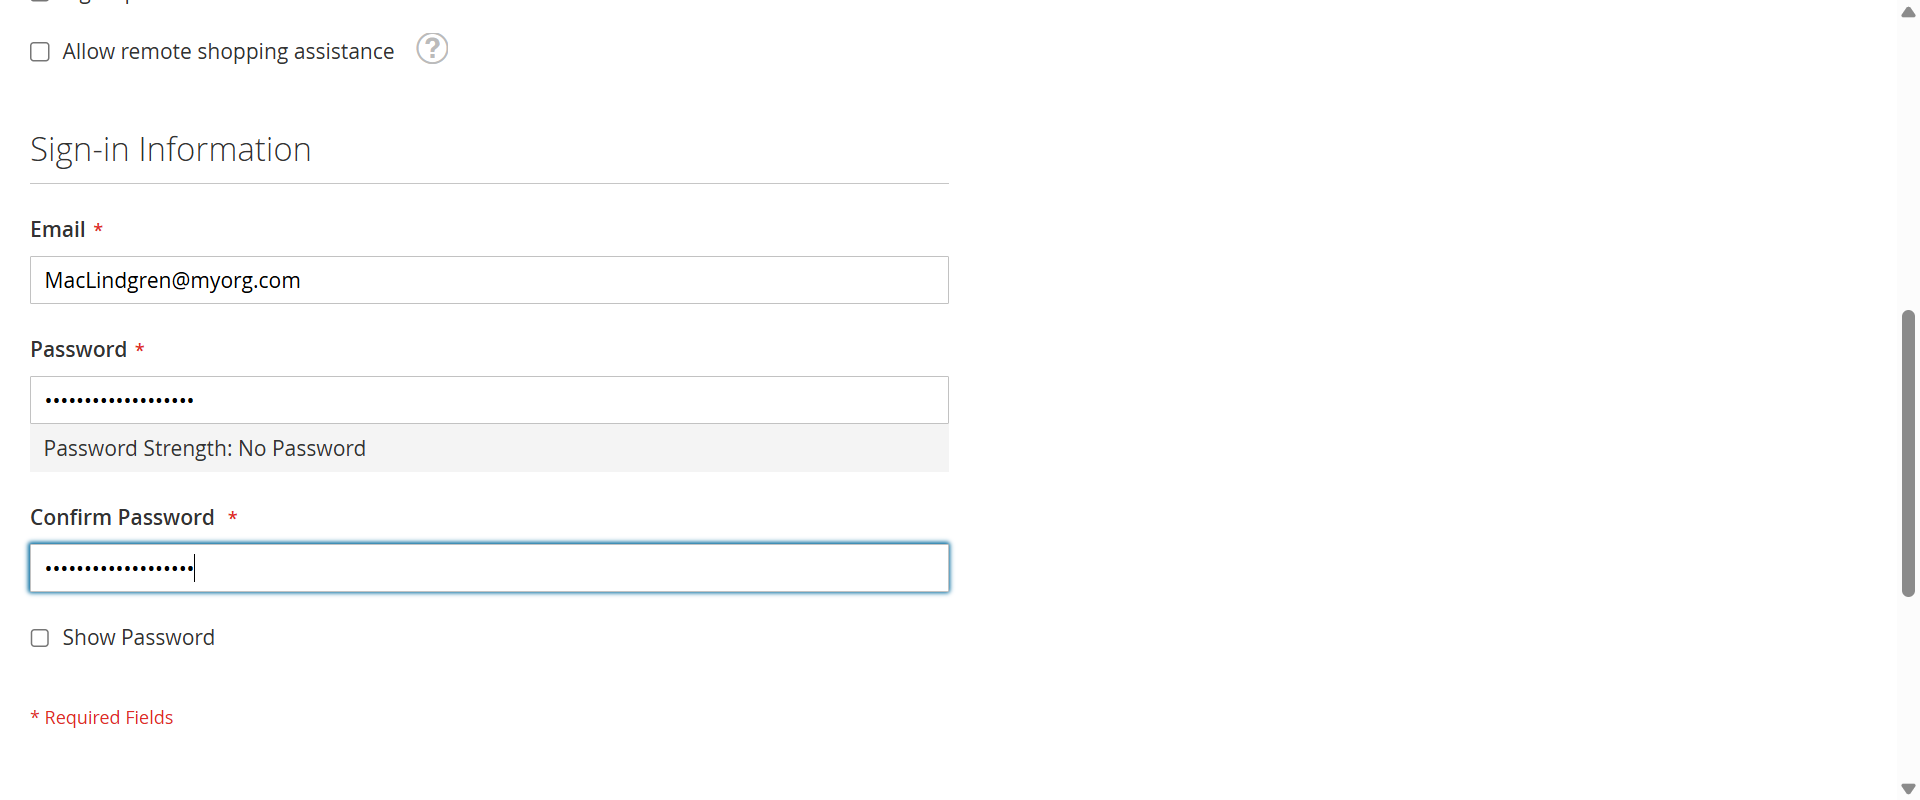 Allow remote shopping assistance ?
Sign-in Information
Email *
MacLindgren@myorg.com
Password *
•••••••••••••••••••
Password Strength: No Password
Confirm Password *
•••••••••••••••••••
Show Password
* Required Fields